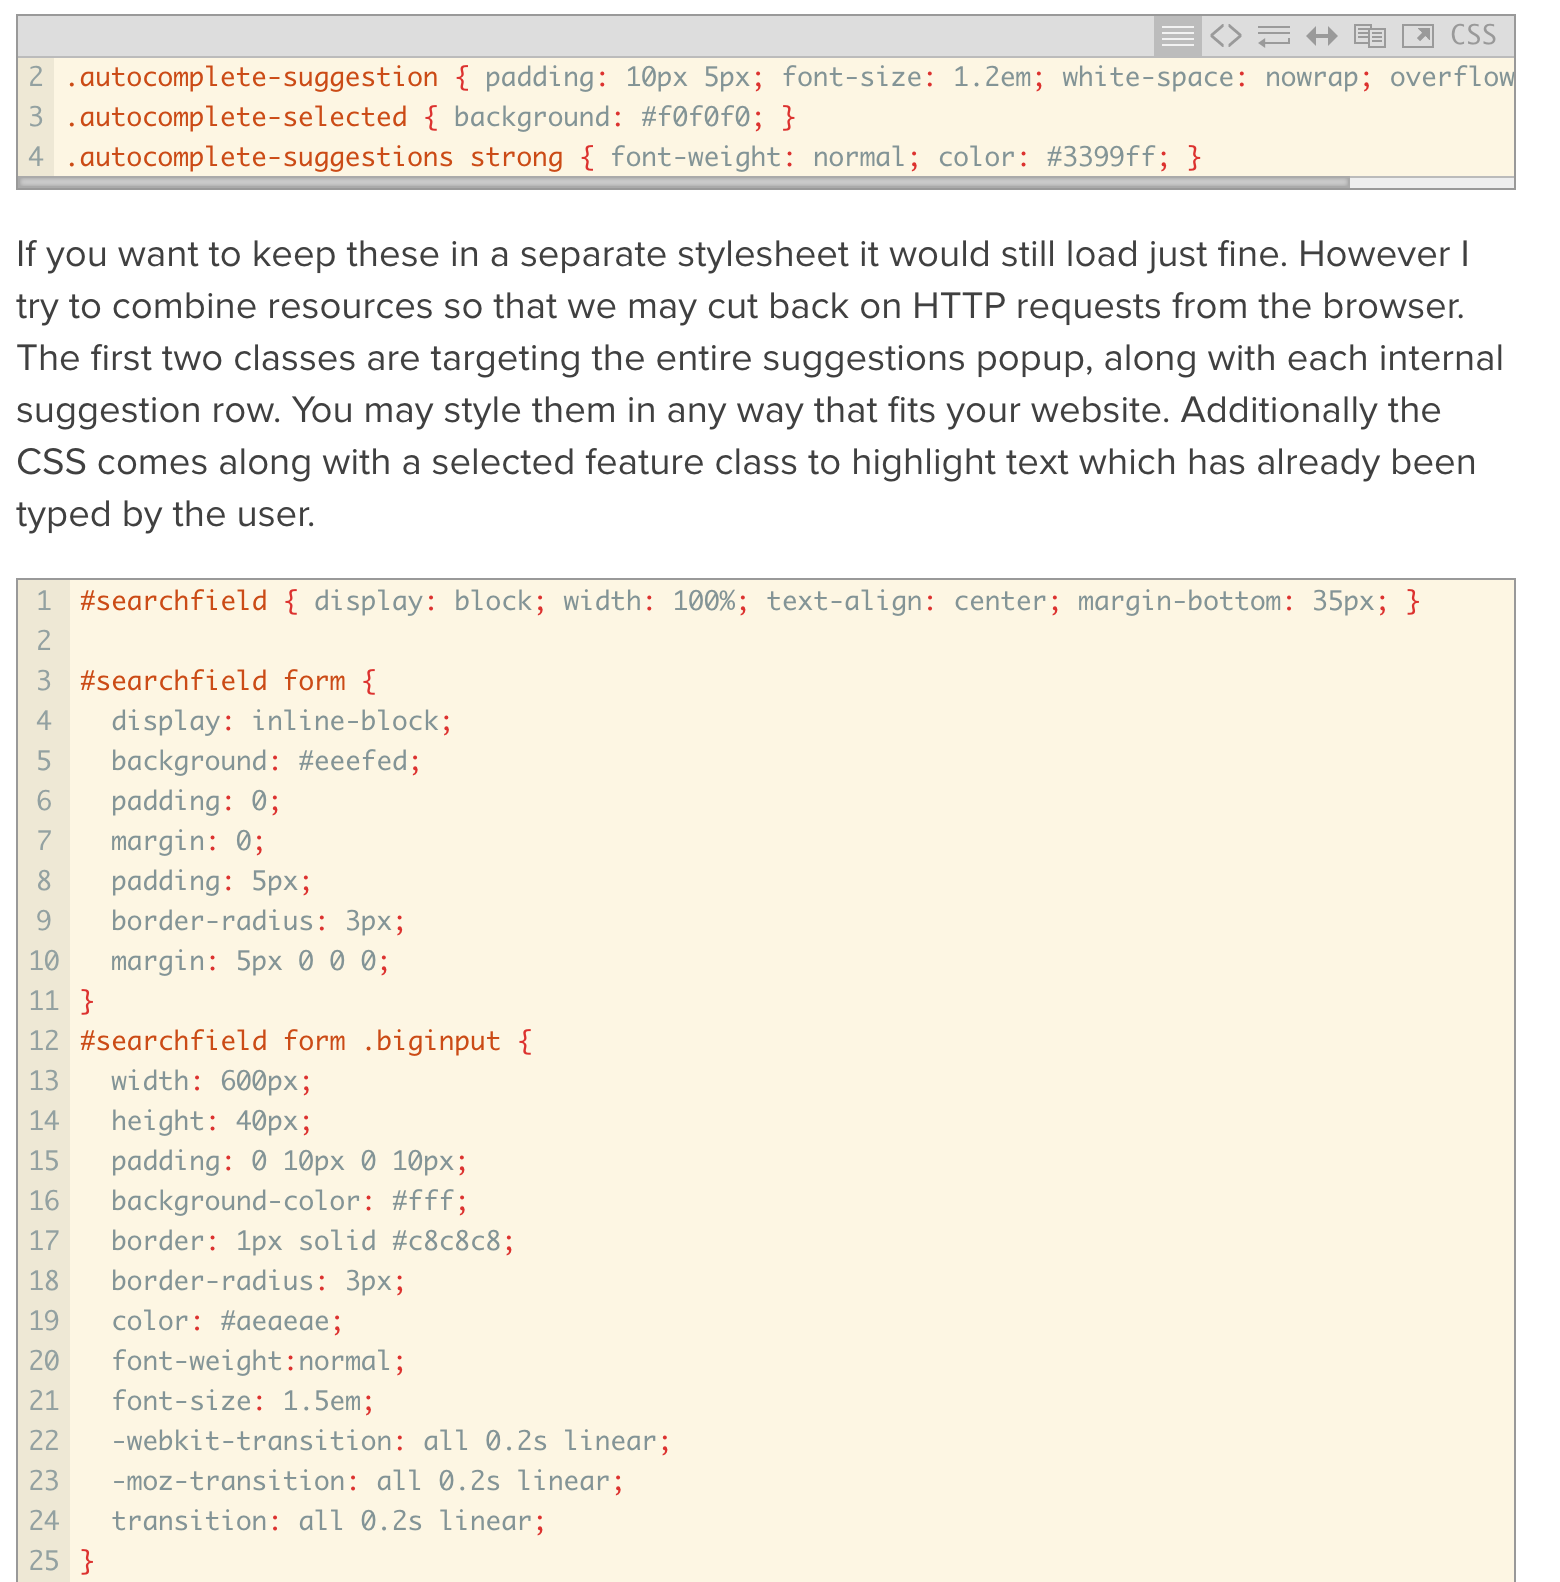 CSS
2 .autocomplete-suggestion { padding: 10px 5px; font-size: 1.2em; white-space: nowrap; overflow
3 .autocomplete-selected { background: #f0f0f0; }
4 .autocomplete-suggestions strong { font-weight: normal; color: #3399ff; }
If you want to keep these in a separate stylesheet it would still load just fine. However I
try to combine resources so that we may cut back on HTTP requests from the browser.
The first two classes are targeting the entire suggestions popup, along with each internal
suggestion row. You may style them in any way that fits your website. Additionally the
CSS comes along with a selected feature class to highlight text which has already been
typed by the user.
1 #searchfield { display: block; width: 100%; text-align: center; margin-bottom: 35px; }
2
3 #searchfield form {
4   display: inline-block;
5   background: #eeefed;
6   padding: 0;
7   margin: 0;
8   padding: 5px;
9   border-radius: 3px;
10   margin: 5px 0 0 0;
11 }
12 #searchfield form .biginput {
13   width: 600px;
14   height: 40px;
15   padding: 0 10px 0 10px;
16   background-color: #fff;
17   border: 1px solid #c8c8c8;
18   border-radius: 3px;
19   color: #aeaeae;
20   font-weight:normal;
21   font-size: 1.5em;
22   -webkit-transition: all 0.2s linear;
23   -moz-transition: all 0.2s linear;
24   transition: all 0.2s linear;
25 }